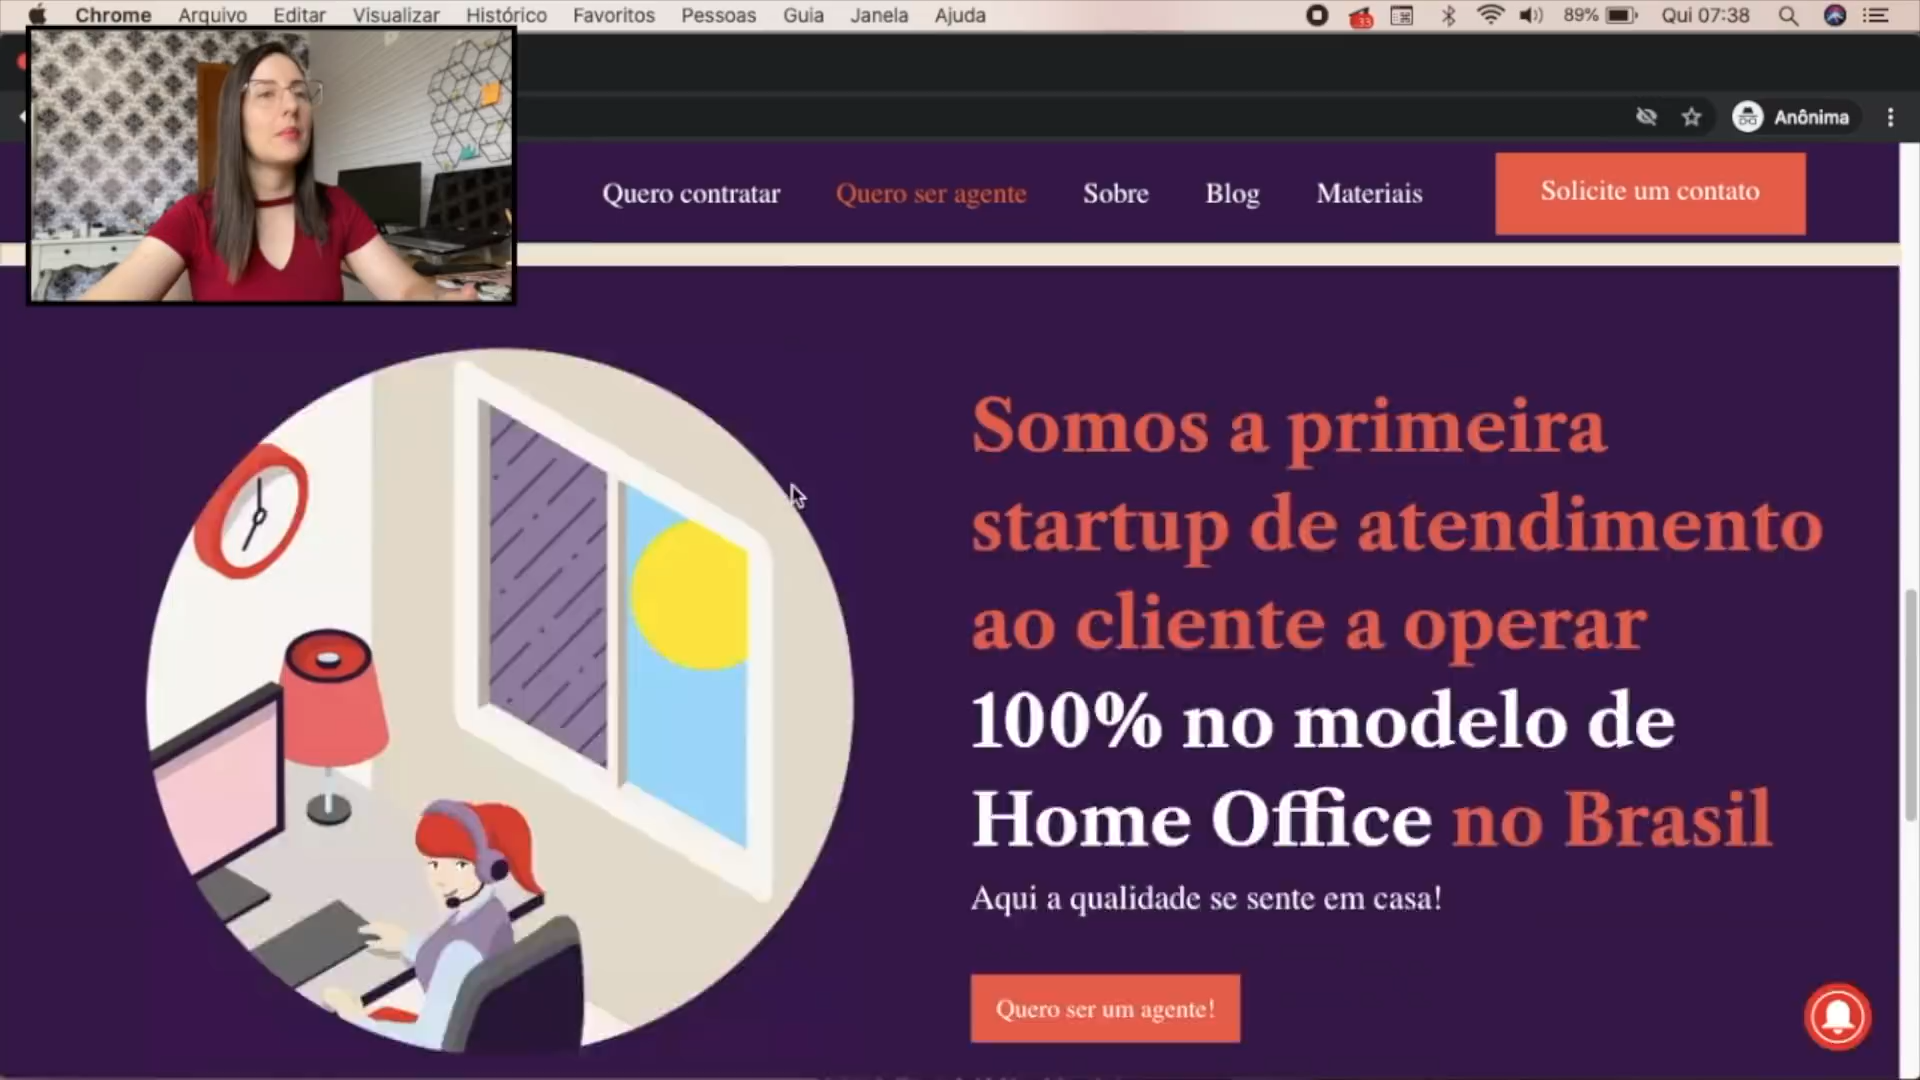 Chrome Arquivo Editar Visualizar Histórico Favoritos Pessoas Guia Janela Ajuda 33 89% Qui 07:38
Anônima
Quero contratar Quero ser agente Sobre Blog Materiais Solicite um contato
Somos a primeira
startup de atendimento
ao cliente a operar
100% no modelo de
Home Office no Brasil
Aqui a qualidade se sente em casa!
Quero ser um agente!